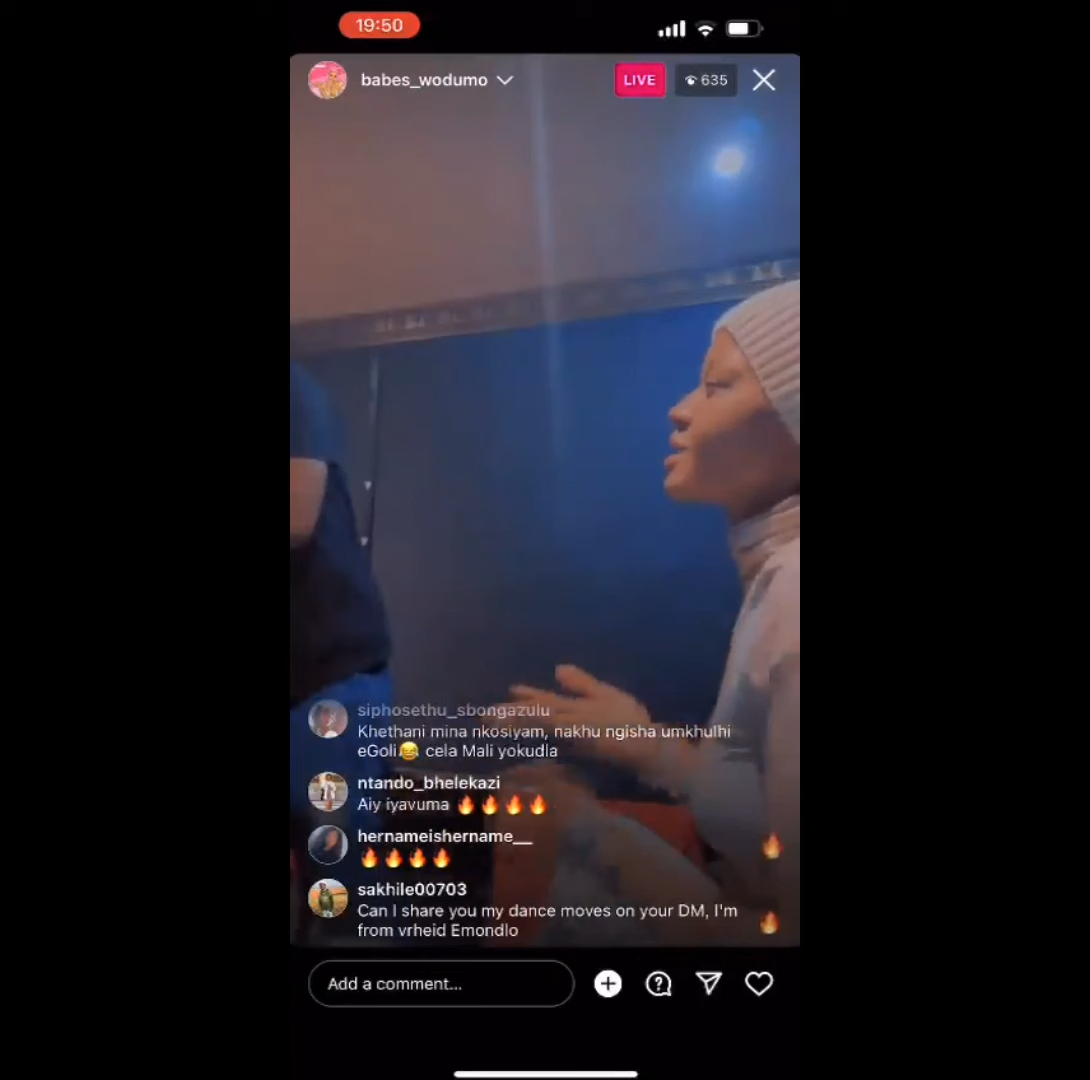 19:50
babes_wodumo
LIVE
635
siphosethu_sbongazulu
Khethani mina nkosiyam, nakhu ngisha umkhulhi
eGoli😂 cela Mali yokudla
ntando_bhelekazi
Aiy iyavuma 🔥🔥🔥🔥
hernameishername__
🔥🔥🔥🔥
sakhile00703
Can I share you my dance moves on your DM, I'm
from vrheid Emondlo
Add a comment...